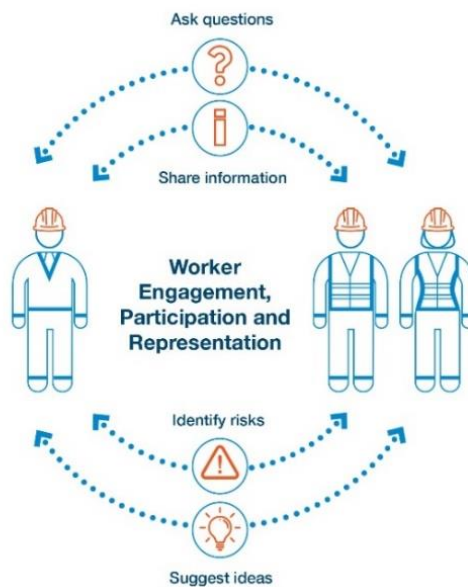 Ask questions
Share information
Worker
Engagement,
Participation and
Representation
Identify risks
Suggest ideas